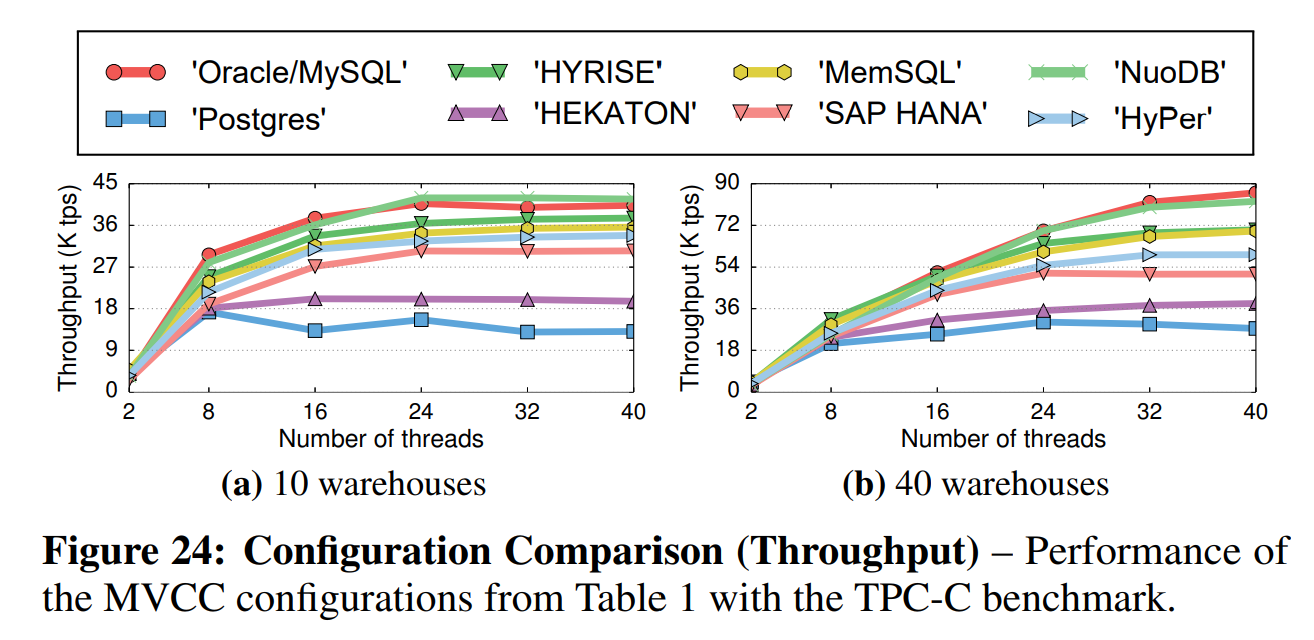 'Oracle/MySQL' 'HYRISE' 'MemSQL' 'NuoDB'
'Postgres' 'HEKATON' 'SAP HANA' 'HyPer'
Throughput (K tps)
45
36
27
18
9
0
2 8 16 24 32 40
Number of threads
(a) 10 warehouses
Throughput (K tps)
90
72
54
36
18
0
2 8 16 24 32 40
Number of threads
(b) 40 warehouses
Figure 24: Configuration Comparison (Throughput) – Performance of
the MVCC configurations from Table 1 with the TPC-C benchmark.